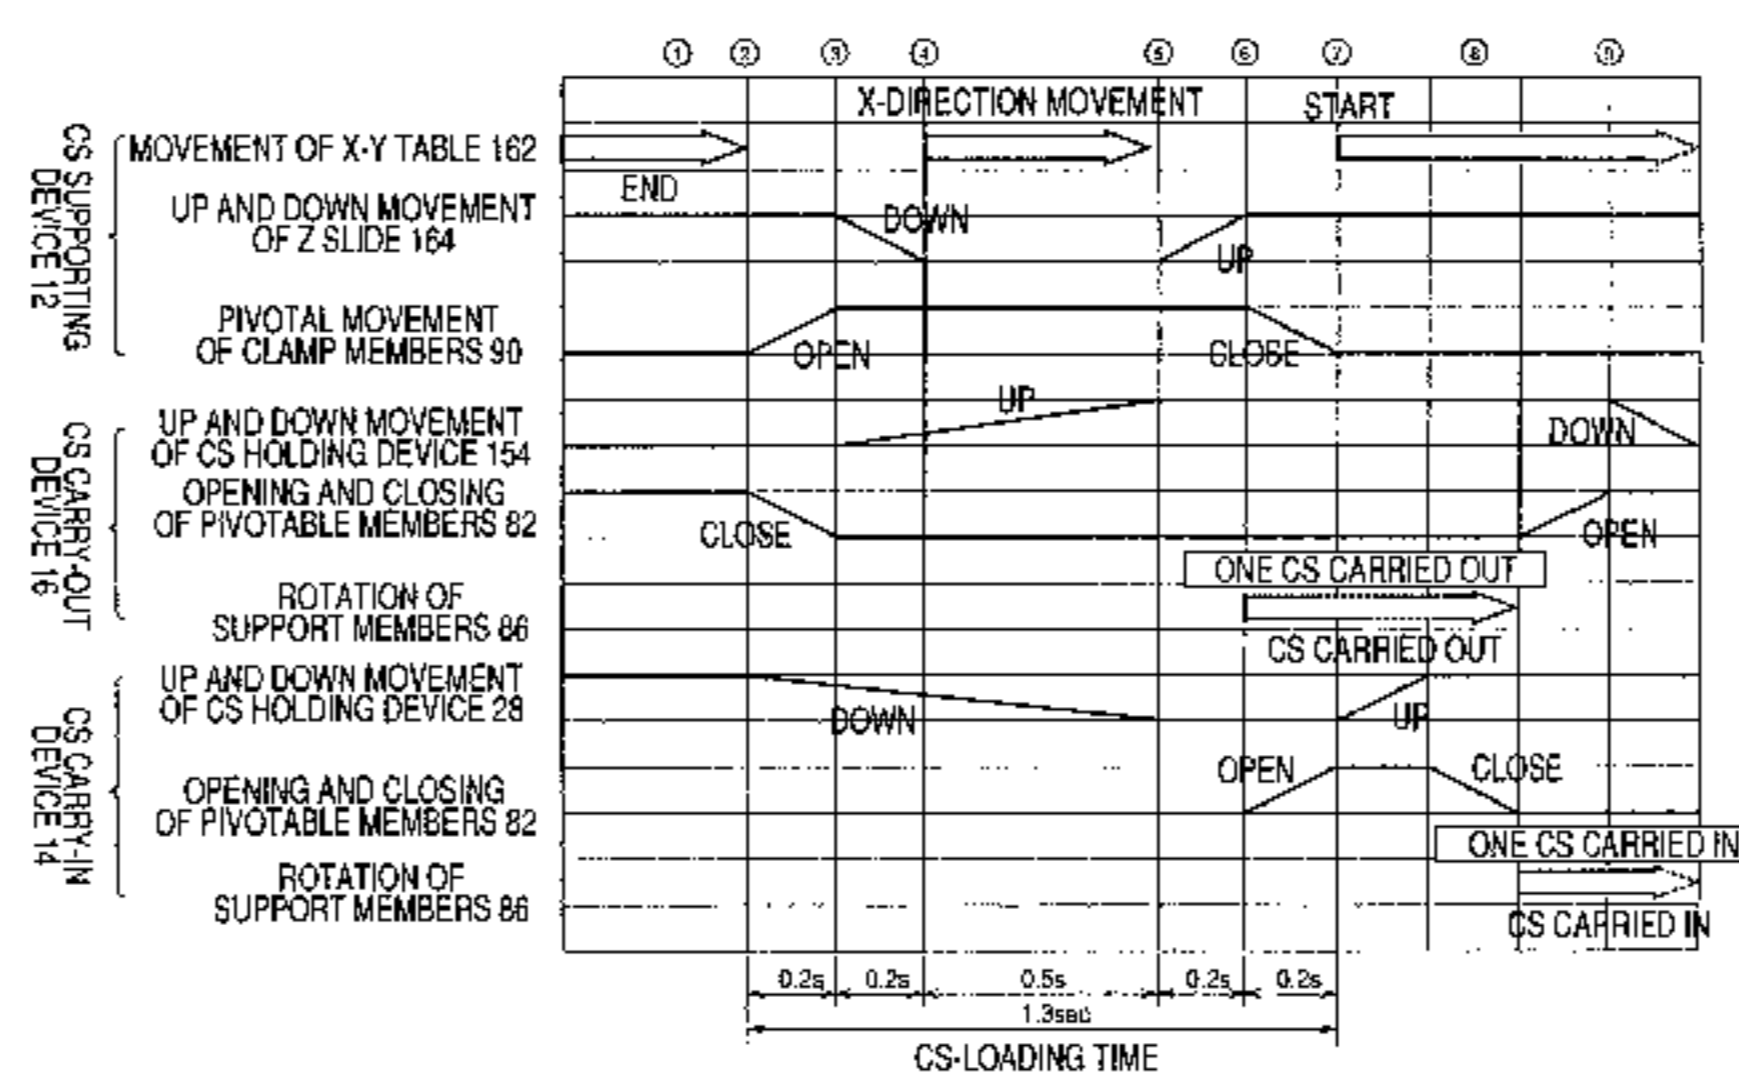 ① ② ③ ④ ⑤ ⑥ ⑦ ⑧ ⑨
X-DIRECTION MOVEMENT START
CS SUPPORTING
DEVICE 12
MOVEMENT OF X-Y TABLE 162
END
UP AND DOWN MOVEMENT
OF Z SLIDE 164
DOWN
UP
PIVOTAL MOVEMENT
OF CLAMP MEMBERS 90
OPEN
CLOSE
CS CARRY-OUT
DEVICE 16
UP AND DOWN MOVEMENT
OF CS HOLDING DEVICE 154
UP
DOWN
OPENING AND CLOSING
OF PIVOTABLE MEMBERS 82
CLOSE
OPEN
ONE CS CARRIED OUT
ROTATION OF
SUPPORT MEMBERS 86
CS CARRIED OUT
CS CARRY-IN
DEVICE 14
UP AND DOWN MOVEMENT
OF CS HOLDING DEVICE 28
DOWN
UP
OPENING AND CLOSING
OF PIVOTABLE MEMBERS 82
OPEN
CLOSE
ONE CS CARRIED IN
ROTATION OF
SUPPORT MEMBERS 86
CS CARRIED IN
0.2s 0.2s 0.5s 0.2s 0.2s
1.3sec
CS-LOADING TIME